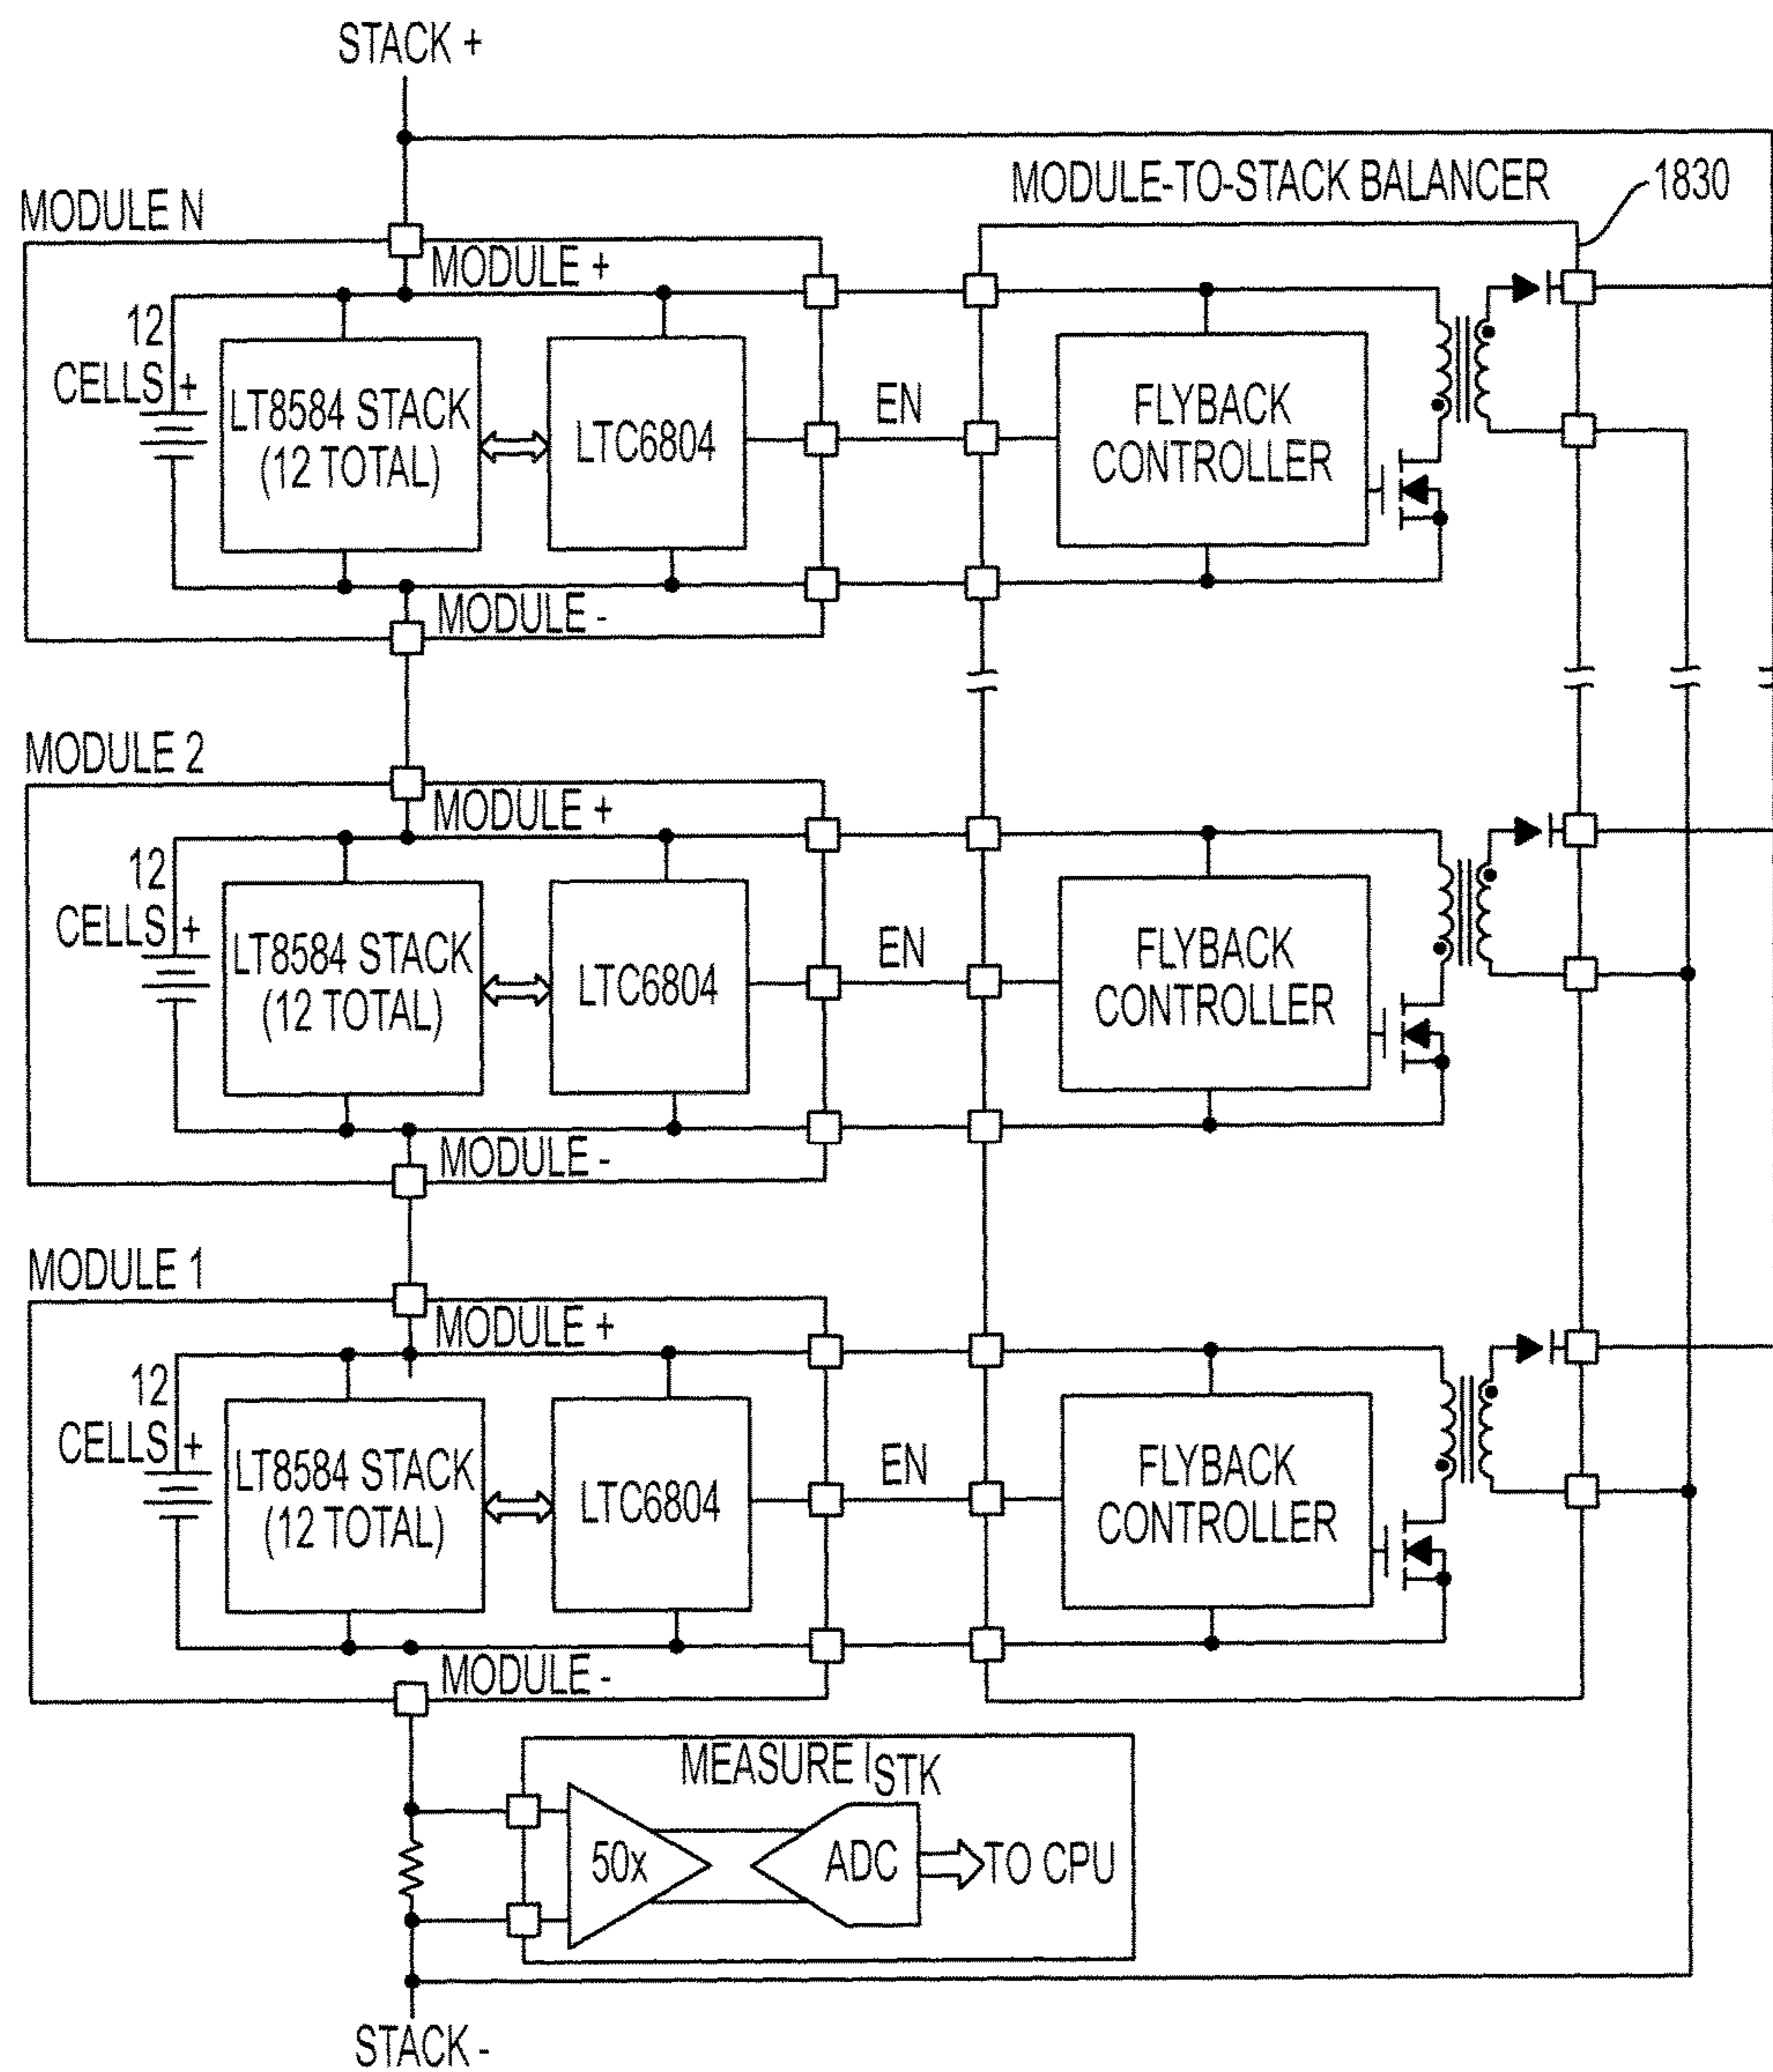 STACK +
MODULE-TO-STACK BALANCER
1830
MODULE N
MODULE +
12
CELLS +
LT8584 STACK
(12 TOTAL)
LTC6804
EN
FLYBACK
CONTROLLER
MODULE -
MODULE 2
MODULE +
12
CELLS +
LT8584 STACK
(12 TOTAL)
LTC6804
EN
FLYBACK
CONTROLLER
MODULE -
MODULE 1
MODULE +
12
CELLS +
LT8584 STACK
(12 TOTAL)
LTC6804
EN
FLYBACK
CONTROLLER
MODULE -
MEASURE ISTK
50x
ADC
TO CPU
STACK -